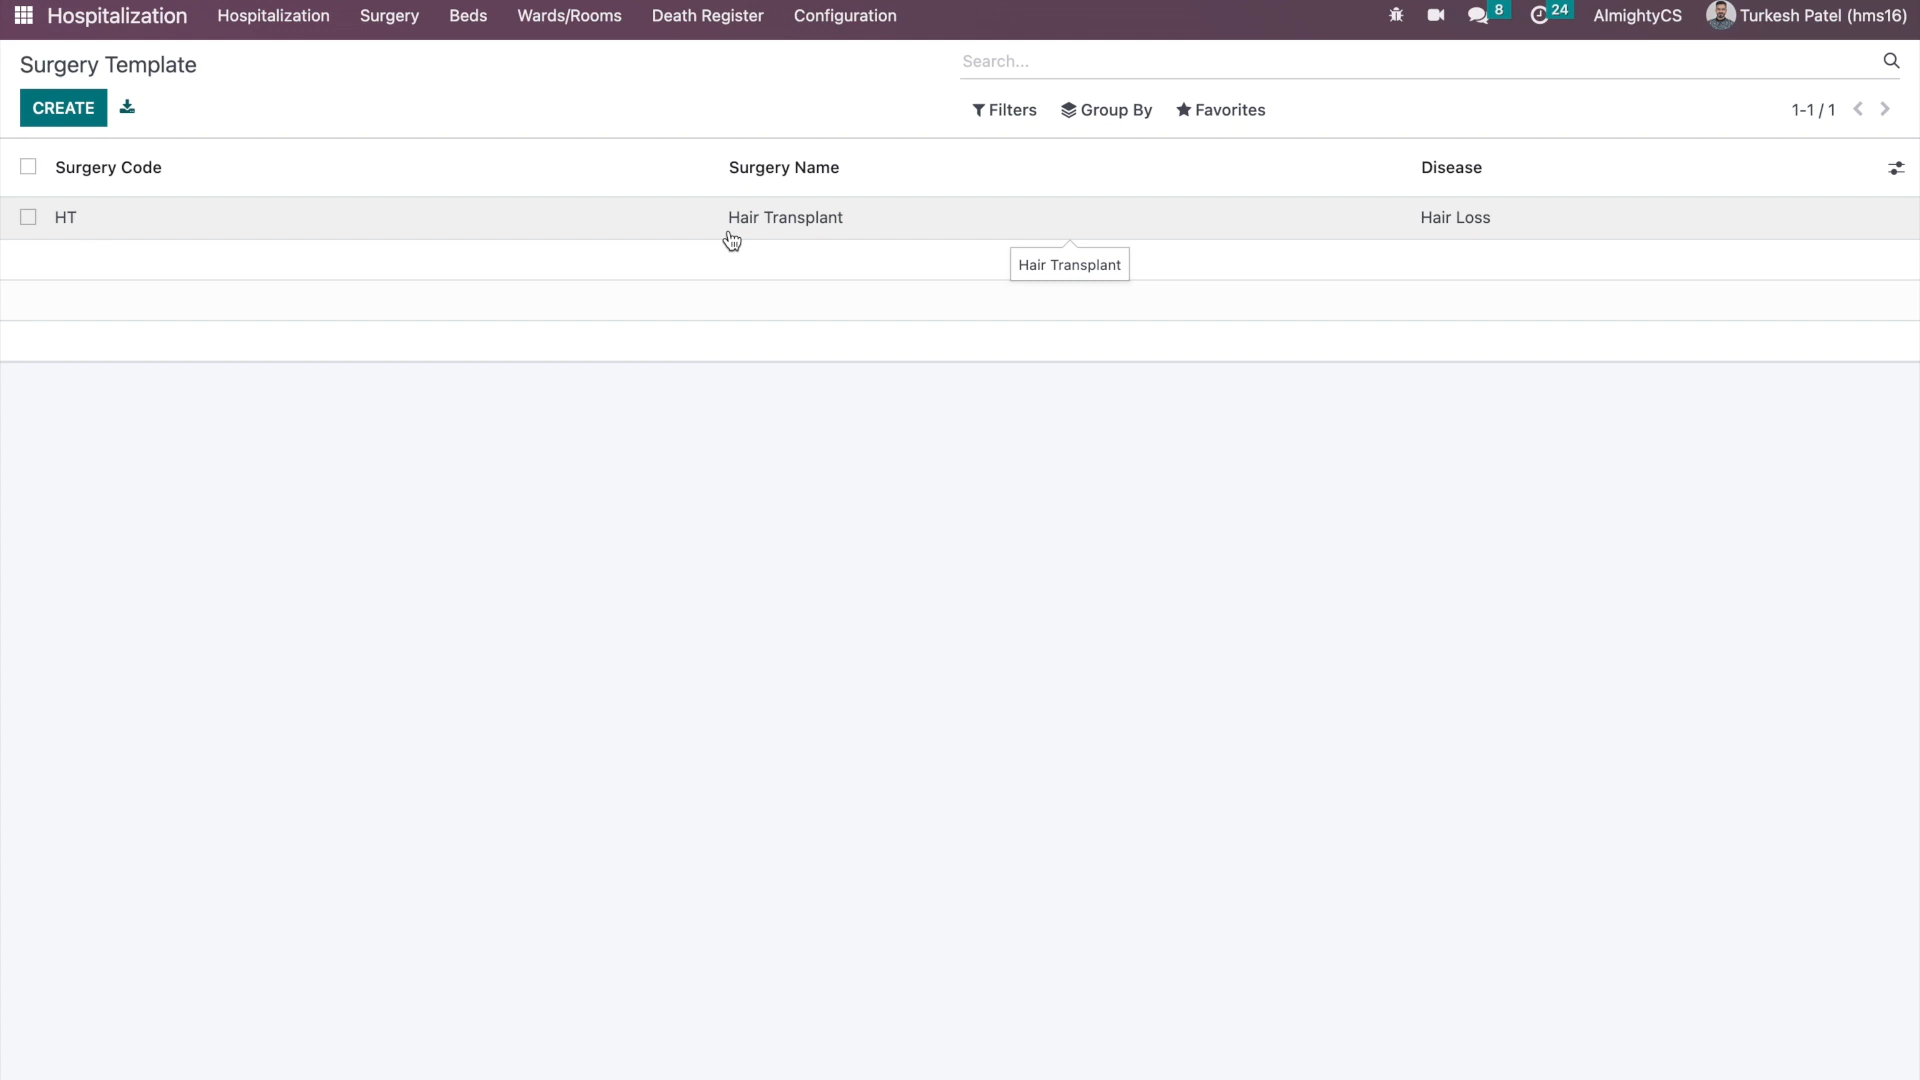 Hospitalization Hospitalization Surgery Beds Wards/Rooms Death Register Configuration 8 24 AlmightyCS Turkesh Patel (hms16)
Surgery Template Search...
CREATE Filters Group By Favorites 1-1 / 1
Surgery Code Surgery Name Disease
HT Hair Transplant Hair Loss
Hair Transplant